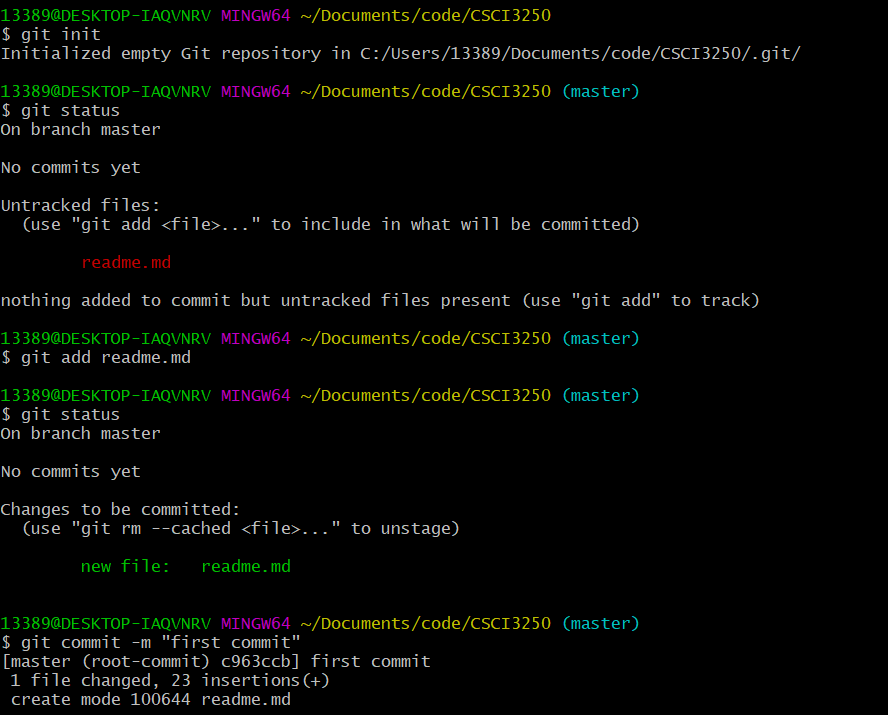 13389@DESKTOP-IAQVNRV MINGW64 ~/Documents/code/CSCI3250
$ git init
Initialized empty Git repository in C:/Users/13389/Documents/code/CSCI3250/.git/

13389@DESKTOP-IAQVNRV MINGW64 ~/Documents/code/CSCI3250 (master)
$ git status
On branch master

No commits yet

Untracked files:
  (use "git add <file>..." to include in what will be committed)

        readme.md

nothing added to commit but untracked files present (use "git add" to track)

13389@DESKTOP-IAQVNRV MINGW64 ~/Documents/code/CSCI3250 (master)
$ git add readme.md

13389@DESKTOP-IAQVNRV MINGW64 ~/Documents/code/CSCI3250 (master)
$ git status
On branch master

No commits yet

Changes to be committed:
  (use "git rm --cached <file>..." to unstage)

        new file:   readme.md


13389@DESKTOP-IAQVNRV MINGW64 ~/Documents/code/CSCI3250 (master)
$ git commit -m "first commit"
[master (root-commit) c963ccb] first commit
 1 file changed, 23 insertions(+)
 create mode 100644 readme.md